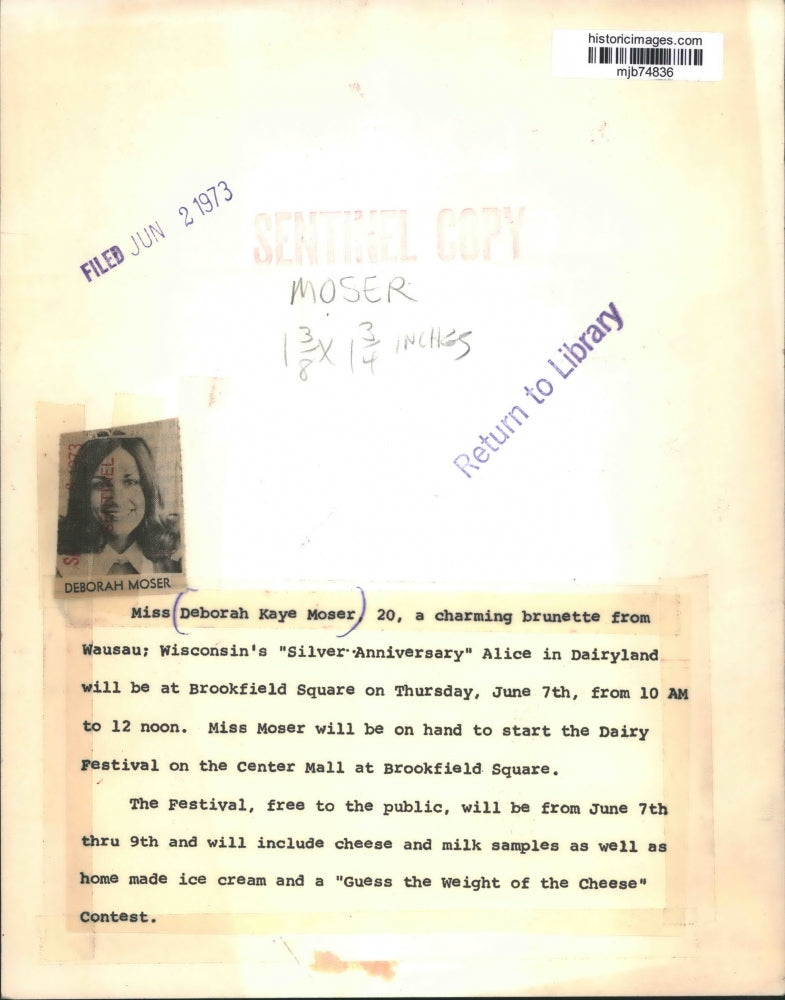 historicimages.com
mjb74836
FILED JUN 2 1973
SENTINEL COPY
MOSER
1 3/8 X 1 3/4 INCHES
Return to Library
SENTINEL
DEBORAH MOSER
Miss (Deborah Kaye Moser, 20, a charming brunette from
Wausau; Wisconsin's "Silver Anniversary" Alice in Dairyland
will be at Brookfield Square on Thursday, June 7th, from 10 AM
to 12 noon. Miss Moser will be on hand to start the Dairy
Festival on the Center Mall at Brookfield Square.
The Festival, free to the public, will be from June 7th
thru 9th and will include cheese and milk samples as well as
home made ice cream and a "Guess the Weight of the Cheese"
Contest.